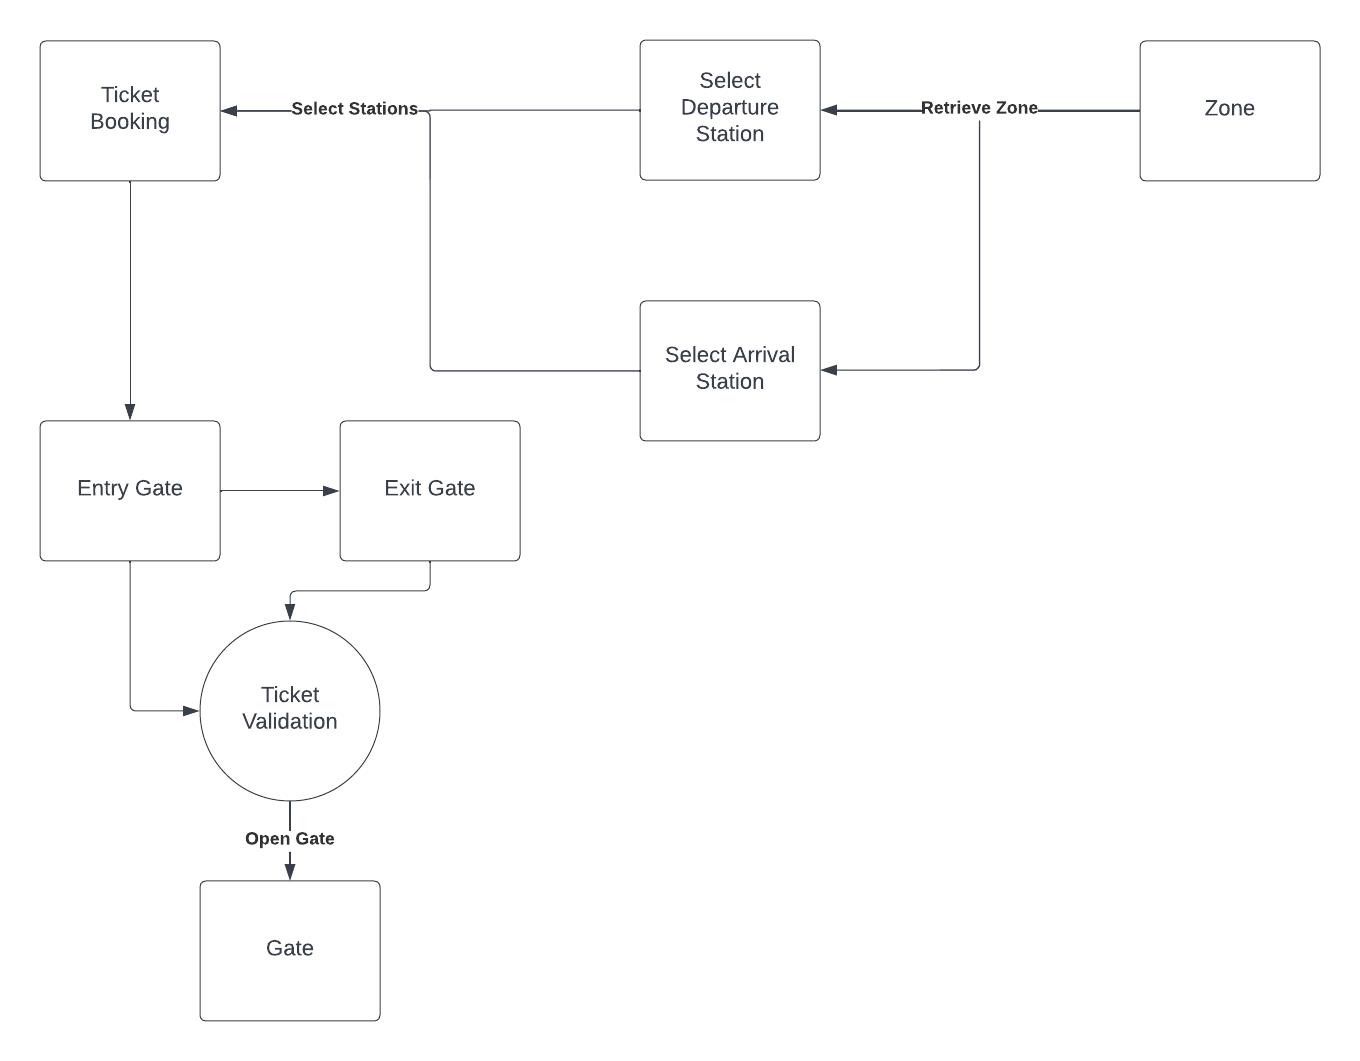 Ticket
Booking
Select Stations
Select
Departure
Station
Retrieve Zone
Zone
Select Arrival
Station
Entry Gate
Exit Gate
Ticket
Validation
Open Gate
Gate